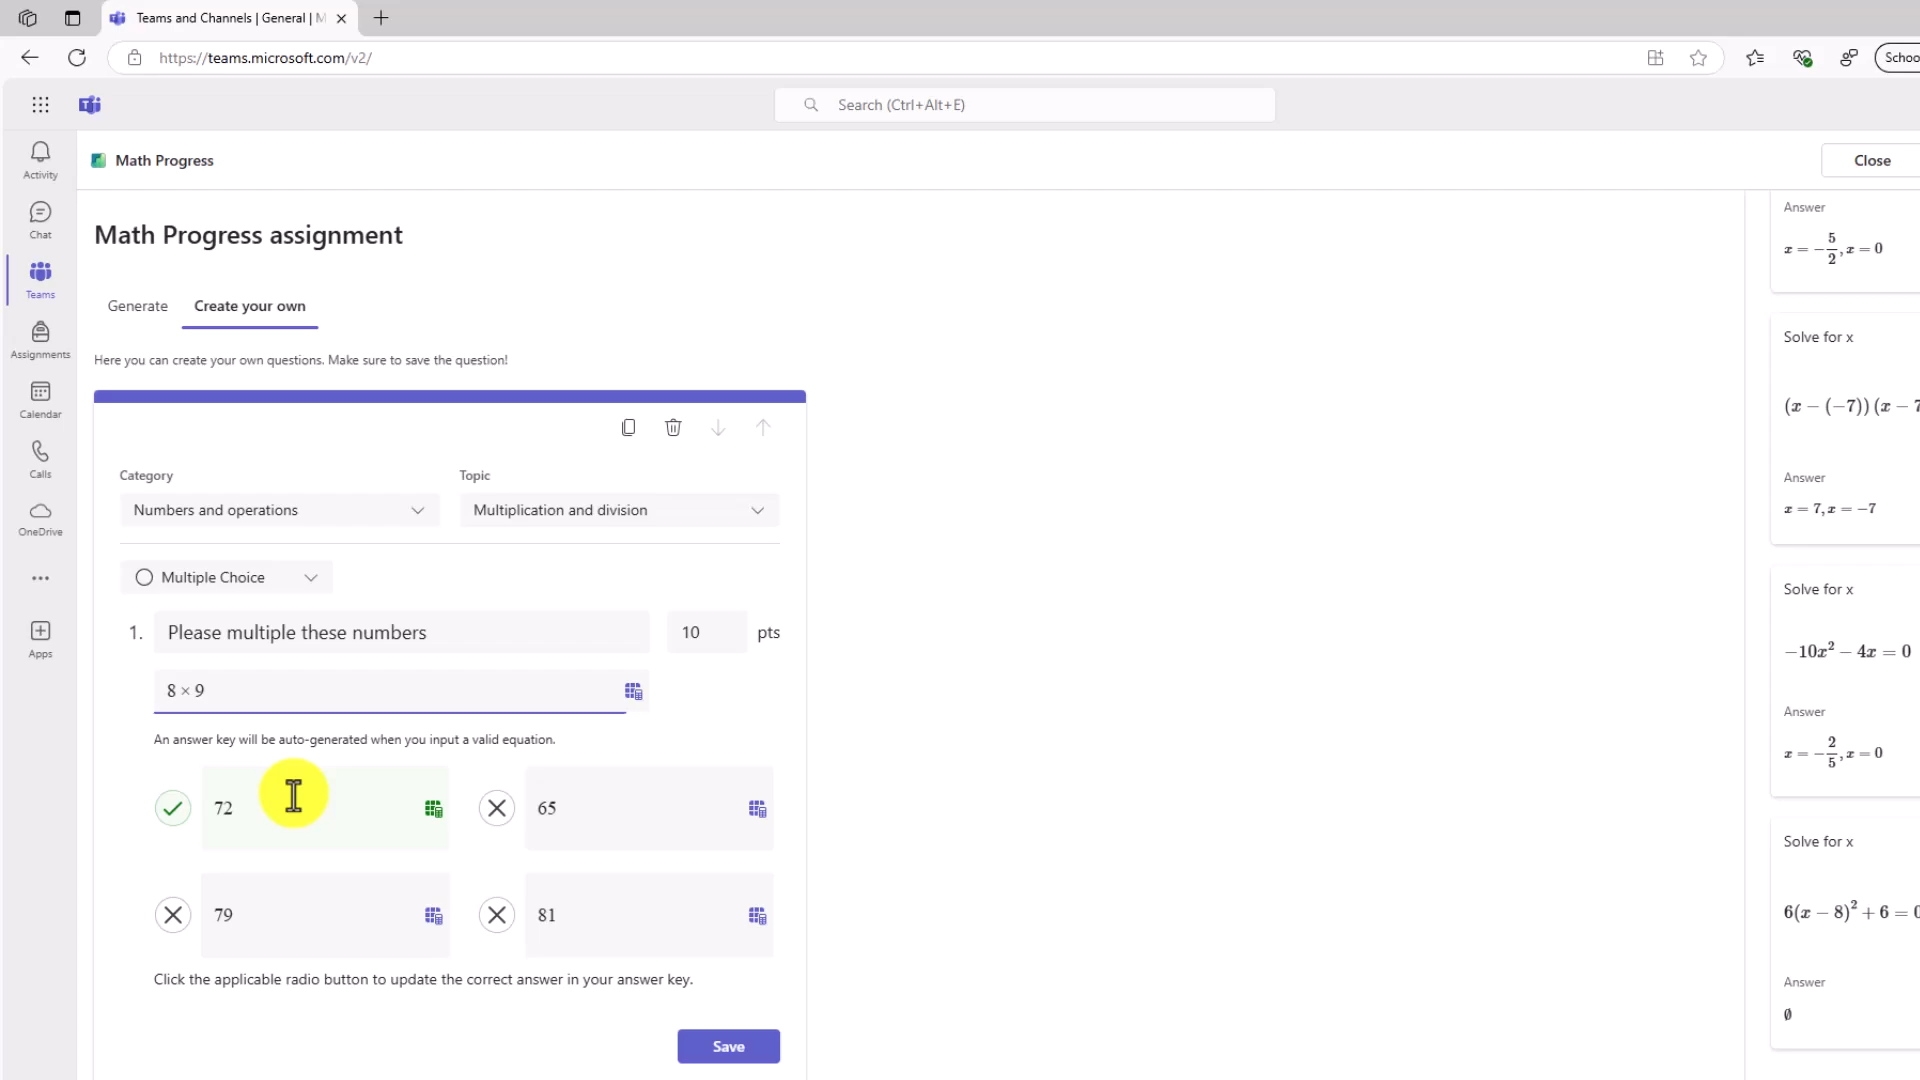 Teams and Channels | General | M
https://teams.microsoft.com/v2/
Schoo
Search (Ctrl+Alt+E)
Activity
Chat
Teams
Assignments
Calendar
Calls
OneDrive
Apps
Math Progress
Close
Math Progress assignment
Generate
Create your own
Here you can create your own questions. Make sure to save the question!
Category
Topic
Numbers and operations
Multiplication and division
Multiple Choice
1. Please multiple these numbers
10 pts
8 × 9
An answer key will be auto-generated when you input a valid equation.
72
65
79
81
Click the applicable radio button to update the correct answer in your answer key.
Save
Answer
x = −5/2, x = 0
Solve for x
(x − (−7)) (x − 7
Answer
x = 7, x = −7
Solve for x
−10x² − 4x = 0
Answer
x = −2/5, x = 0
Solve for x
6(x − 8)² + 6 = 0
Answer
∅